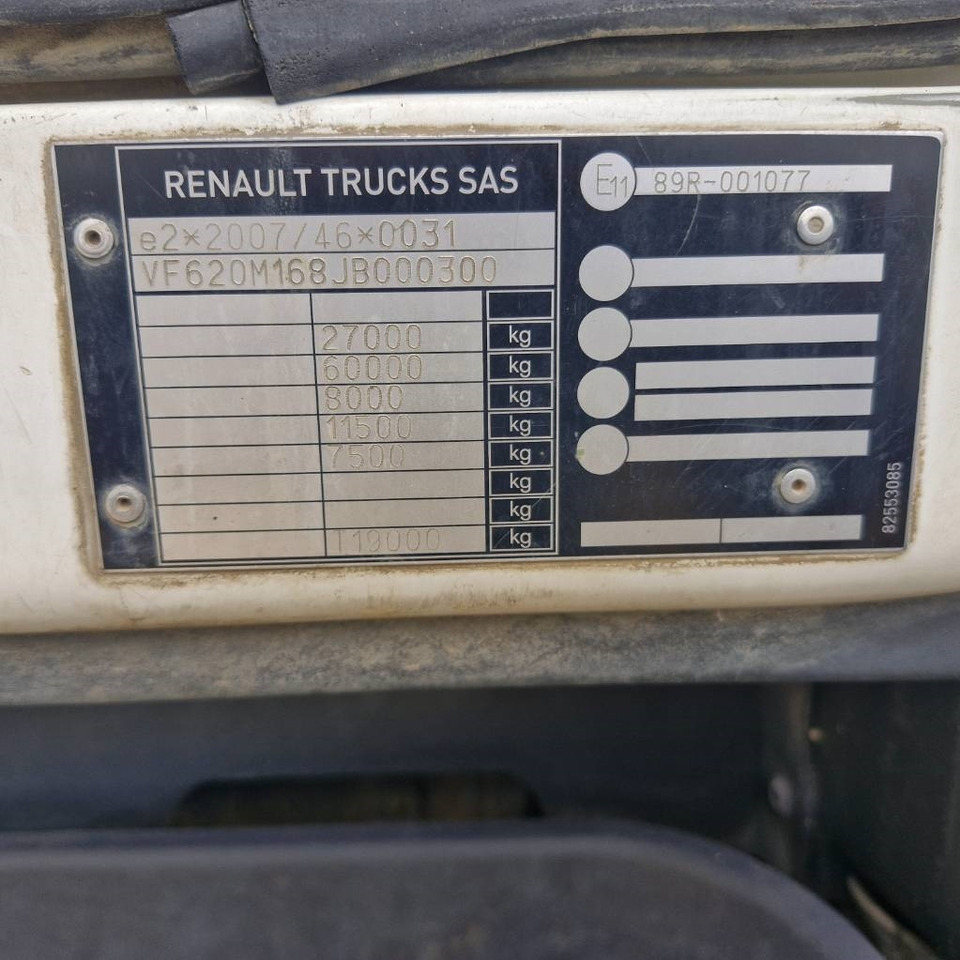 RENAULT TRUCKS SAS
e2*2007/46*0031
VF620M168JB000300
27000 kg
60000 kg
8000 kg
11500 kg
7500 kg
kg
kg
T19000 kg
E11 89R-001077
82553085